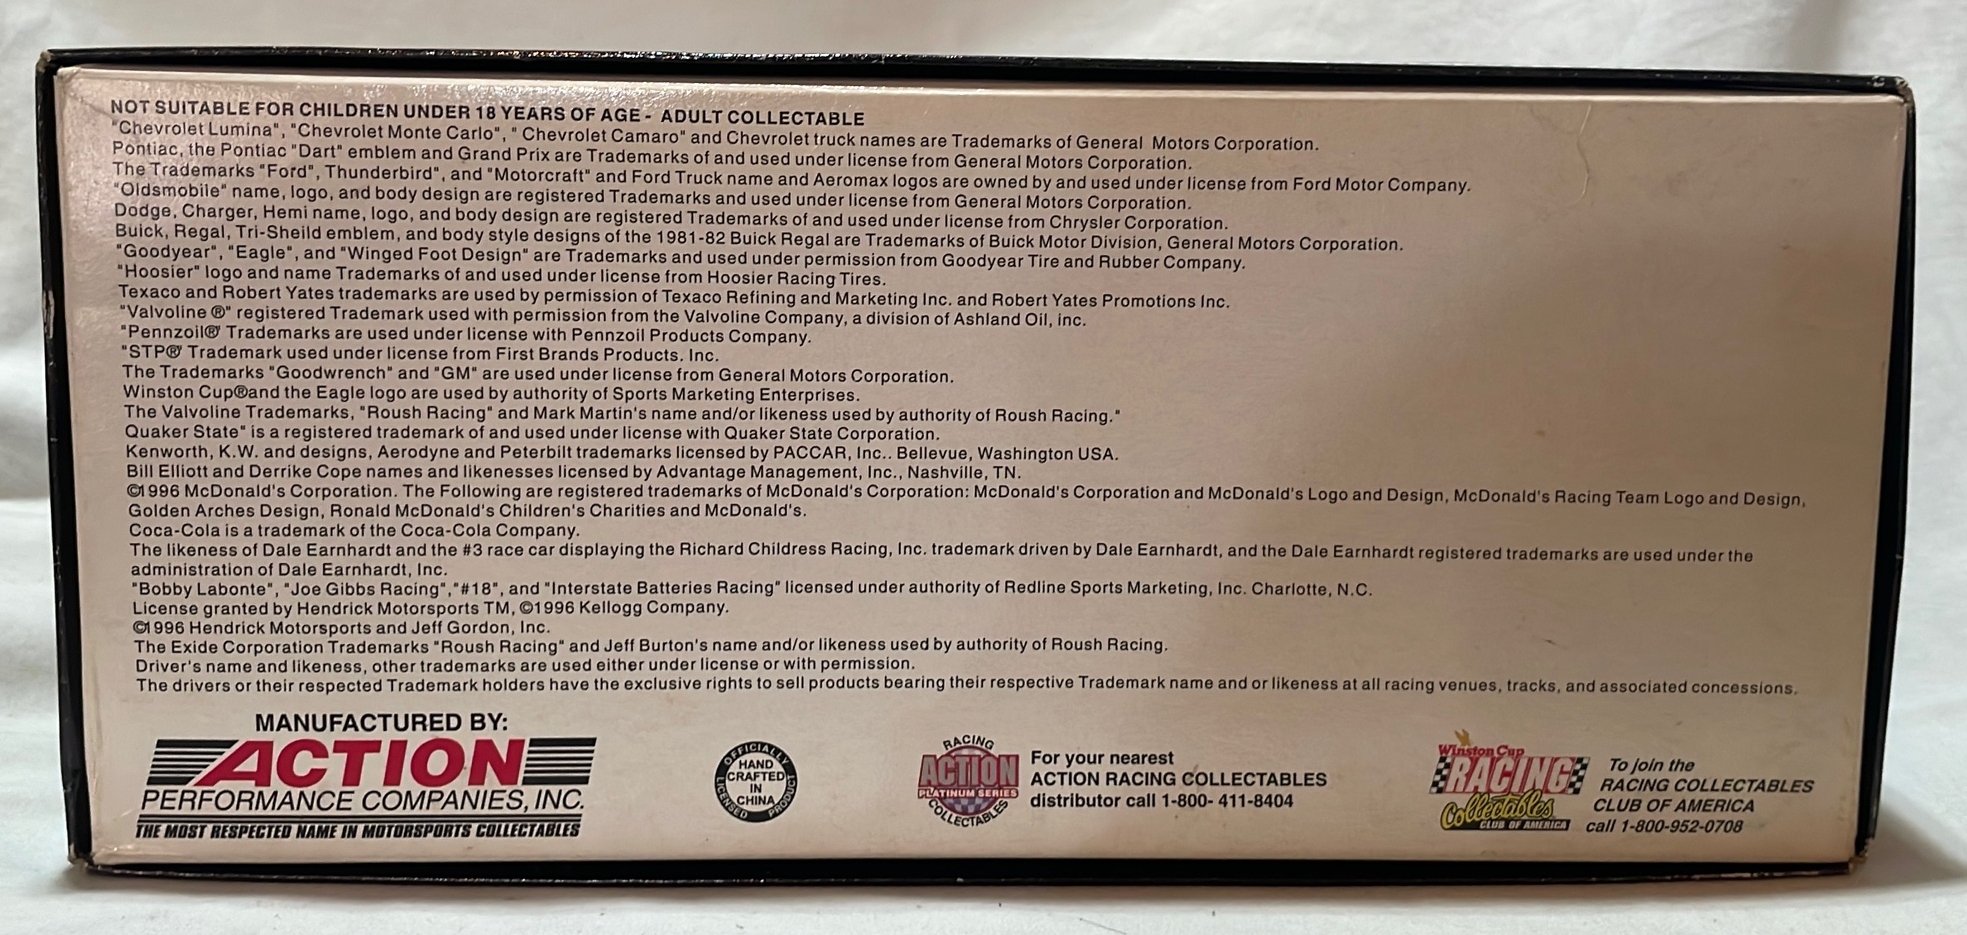 NOT SUITABLE FOR CHILDREN UNDER 18 YEARS OF AGE - ADULT COLLECTABLE
"Chevrolet Lumina", "Chevrolet Monte Carlo", " Chevrolet Camaro" and Chevrolet truck names are Trademarks of General Motors Corporation.
Pontiac, the Pontiac "Dart" emblem and Grand Prix are Trademarks of and used under license from General Motors Corporation.
The Trademarks "Ford", Thunderbird", and "Motorcraft" and Ford Truck name and Aeromax logos are owned by and used under license from Ford Motor Company.
"Oldsmobile" name, logo, and body design are registered Trademarks and used under license from General Motors Corporation.
Dodge, Charger, Hemi name, logo, and body design are registered Trademarks of and used under license from Chrysler Corporation.
Buick, Regal, Tri-Sheild emblem, and body style designs of the 1981-82 Buick Regal are Trademarks of Buick Motor Division, General Motors Corporation.
"Goodyear", "Eagle", and "Winged Foot Design" are Trademarks and used under permission from Goodyear Tire and Rubber Company.
"Hoosier" logo and name Trademarks of and used under license from Hoosier Racing Tires.
Texaco and Robert Yates trademarks are used by permission of Texaco Refining and Marketing Inc. and Robert Yates Promotions Inc.
"Valvoline ®" registered Trademark used with permission from the Valvoline Company, a division of Ashland Oil, inc.
"Pennzoil®" Trademarks are used under license with Pennzoil Products Company.
"STP®" Trademark used under license from First Brands Products. Inc.
The Trademarks "Goodwrench" and "GM" are used under license from General Motors Corporation.
Winston Cup®and the Eagle logo are used by authority of Sports Marketing Enterprises.
The Valvoline Trademarks, "Roush Racing" and Mark Martin's name and/or likeness used by authority of Roush Racing."
Quaker State" is a registered trademark of and used under license with Quaker State Corporation.
Kenworth, K.W. and designs, Aerodyne and Peterbilt trademarks licensed by PACCAR, Inc.. Bellevue, Washington USA.
Bill Elliott and Derrike Cope names and likenesses licensed by Advantage Management, Inc., Nashville, TN.
©1996 McDonald's Corporation. The Following are registered trademarks of McDonald's Corporation: McDonald's Corporation and McDonald's Logo and Design, McDonald's Racing Team Logo and Design,
Golden Arches Design, Ronald McDonald's Children's Charities and McDonald's.
Coca-Cola is a trademark of the Coca-Cola Company.
The likeness of Dale Earnhardt and the #3 race car displaying the Richard Childress Racing, Inc. trademark driven by Dale Earnhardt, and the Dale Earnhardt registered trademarks are used under the
administration of Dale Earnhardt, Inc.
"Bobby Labonte", "Joe Gibbs Racing","#18", and "Interstate Batteries Racing" licensed under authority of Redline Sports Marketing, Inc. Charlotte, N.C.
License granted by Hendrick Motorsports TM, ©1996 Kellogg Company.
©1996 Hendrick Motorsports and Jeff Gordon, Inc.
The Exide Corporation Trademarks "Roush Racing" and Jeff Burton's name and/or likeness used by authority of Roush Racing.
Driver's name and likeness, other trademarks are used either under license or with permission.
The drivers or their respected Trademark holders have the exclusive rights to sell products bearing their respective Trademark name and or likeness at all racing venues, tracks, and associated concessions.
MANUFACTURED BY:
ACTION
PERFORMANCE COMPANIES, INC.
THE MOST RESPECTED NAME IN MOTORSPORTS COLLECTABLES
OFFICIALLY LICENSED PRODUCT
HAND
CRAFTED
IN
CHINA
RACING
ACTION
PLATINUM SERIES
COLLECTABLES
For your nearest
ACTION RACING COLLECTABLES
distributor call 1-800- 411-8404
Winston Cup
RACING
Collectables
CLUB OF AMERICA
To join the
RACING COLLECTABLES
CLUB OF AMERICA
call 1-800-952-0708